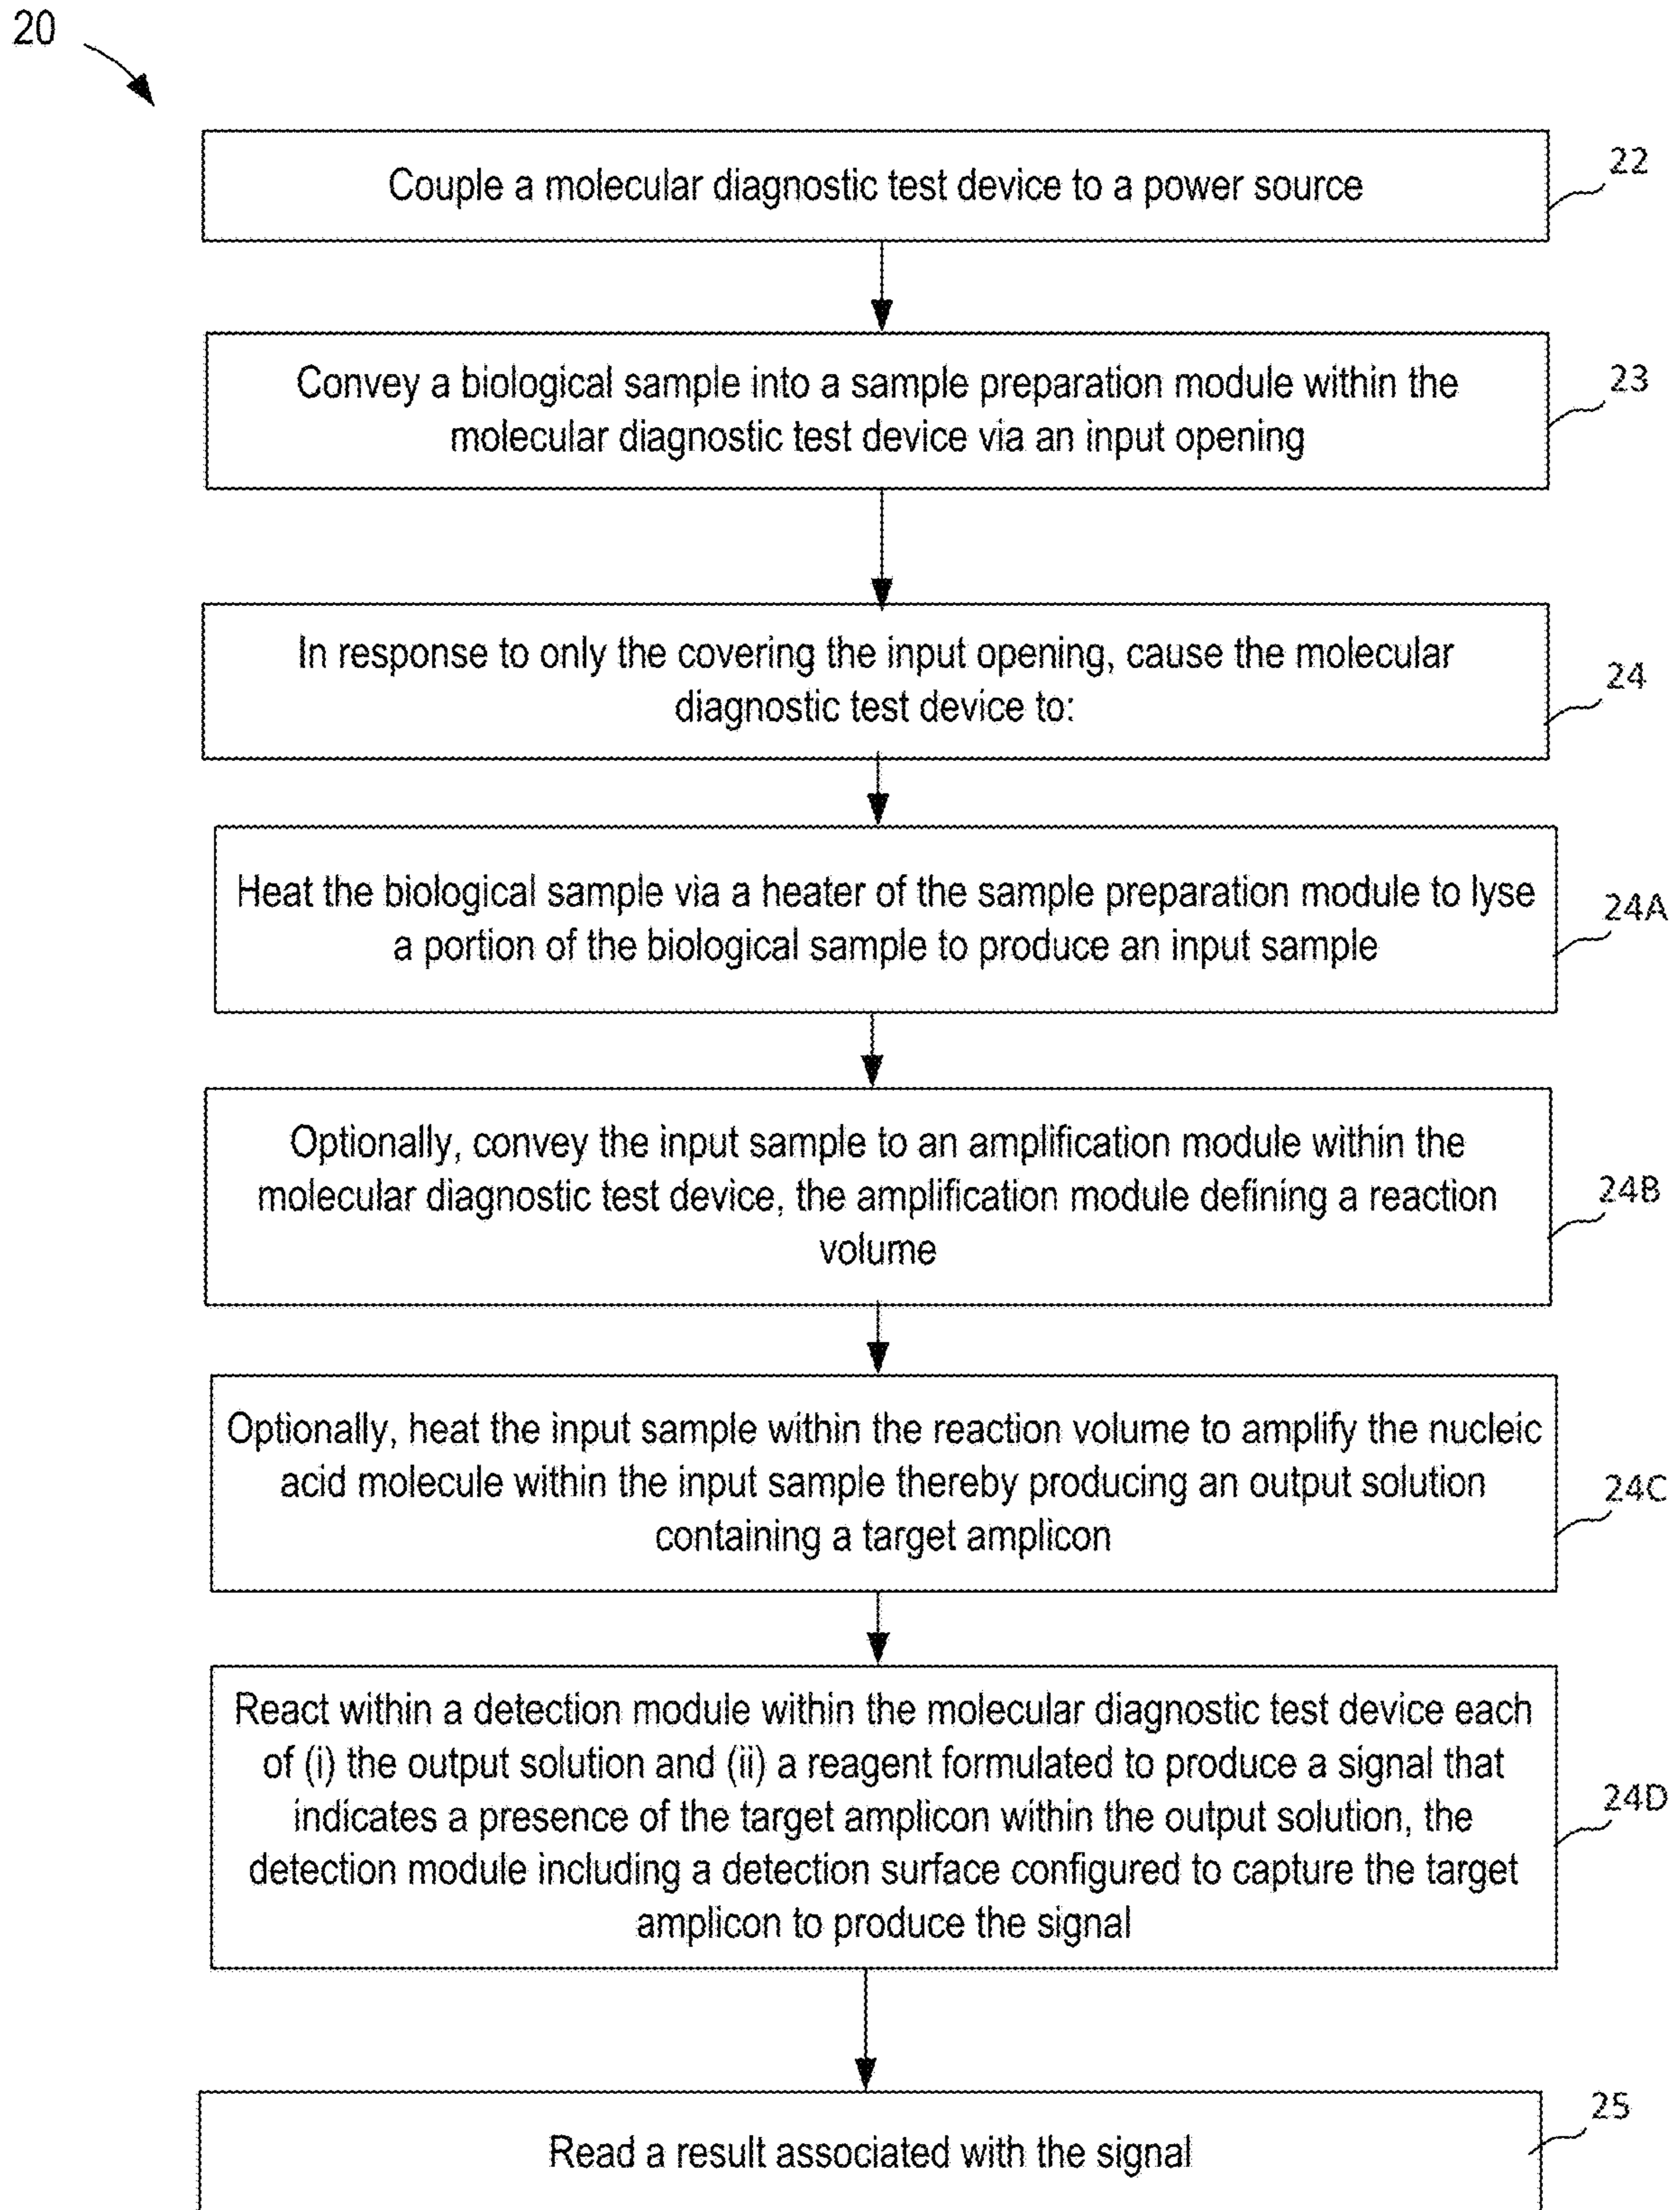 20
Couple a molecular diagnostic test device to a power source
22
Convey a biological sample into a sample preparation module within the
molecular diagnostic test device via an input opening
23
In response to only the covering the input opening, cause the molecular
diagnostic test device to:
24
Heat the biological sample via a heater of the sample preparation module to lyse
a portion of the biological sample to produce an input sample
24A
Optionally, convey the input sample to an amplification module within the
molecular diagnostic test device, the amplification module defining a reaction
volume
24B
Optionally, heat the input sample within the reaction volume to amplify the nucleic
acid molecule within the input sample thereby producing an output solution
containing a target amplicon
24C
React within a detection module within the molecular diagnostic test device each
of (i) the output solution and (ii) a reagent formulated to produce a signal that
indicates a presence of the target amplicon within the output solution, the
detection module including a detection surface configured to capture the target
amplicon to produce the signal
24D
Read a result associated with the signal
25